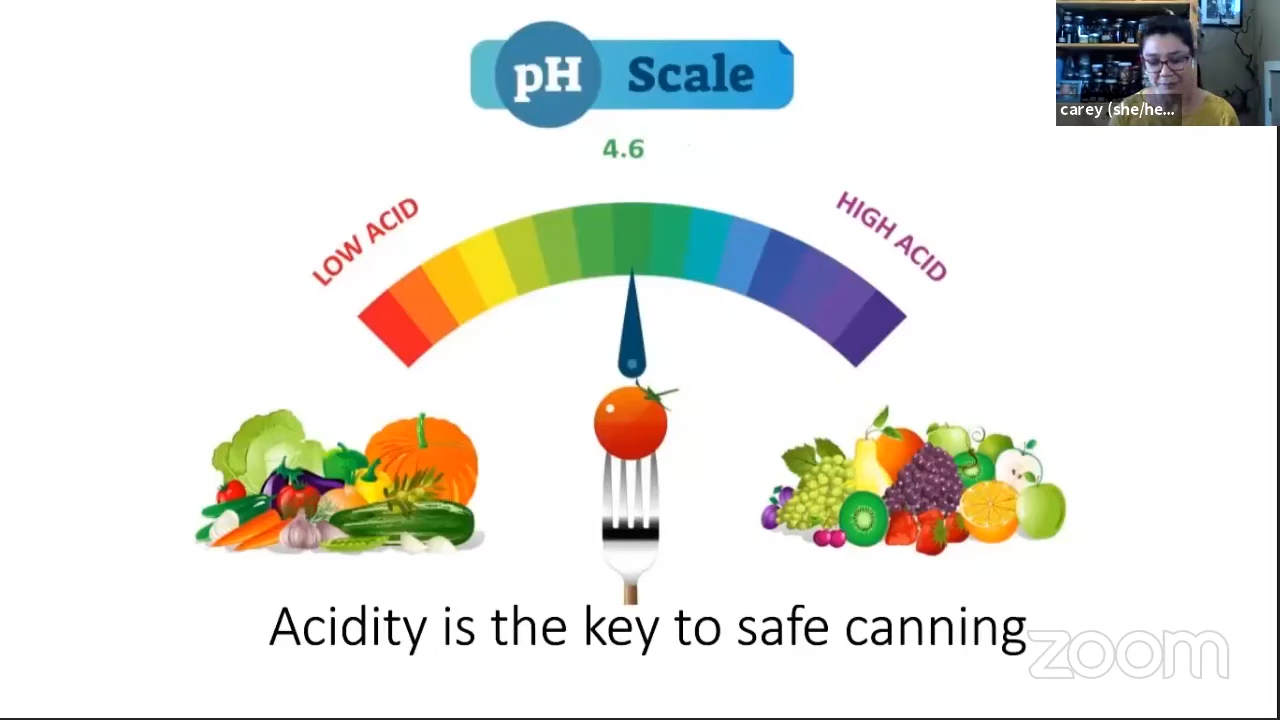 pH Scale
4.6
LOW ACID
HIGH ACID
Acidity is the key to safe canning
carey (she/he...
zoom